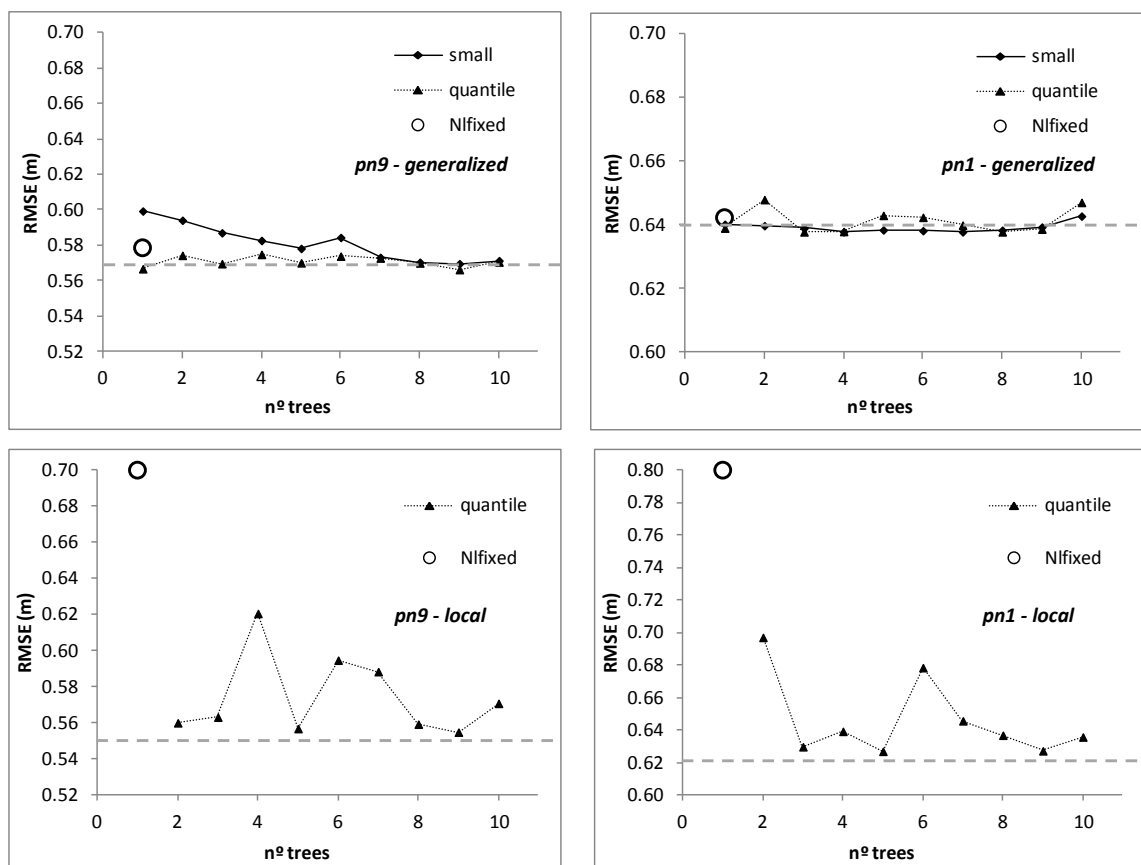 0.70
0.68
0.66
0.64
0.62
0.60
0.58
0.56
0.54
0.52
RMSE (m)
0 2 4 6 8 10
nº trees
small
quantile
Nlfixed
pn9 - generalized
0.70
0.68
0.66
0.64
0.62
0.60
RMSE (m)
0 2 4 6 8 10
nº trees
small
quantile
Nlfixed
pn1 - generalized
0.70
0.68
0.66
0.64
0.62
0.60
0.58
0.56
0.54
0.52
RMSE (m)
0 2 4 6 8 10
nº trees
quantile
Nlfixed
pn9 - local
0.80
0.78
0.76
0.74
0.72
0.70
0.68
0.66
0.64
0.62
0.60
RMSE (m)
0 2 4 6 8 10
nº trees
quantile
Nlfixed
pn1 - local